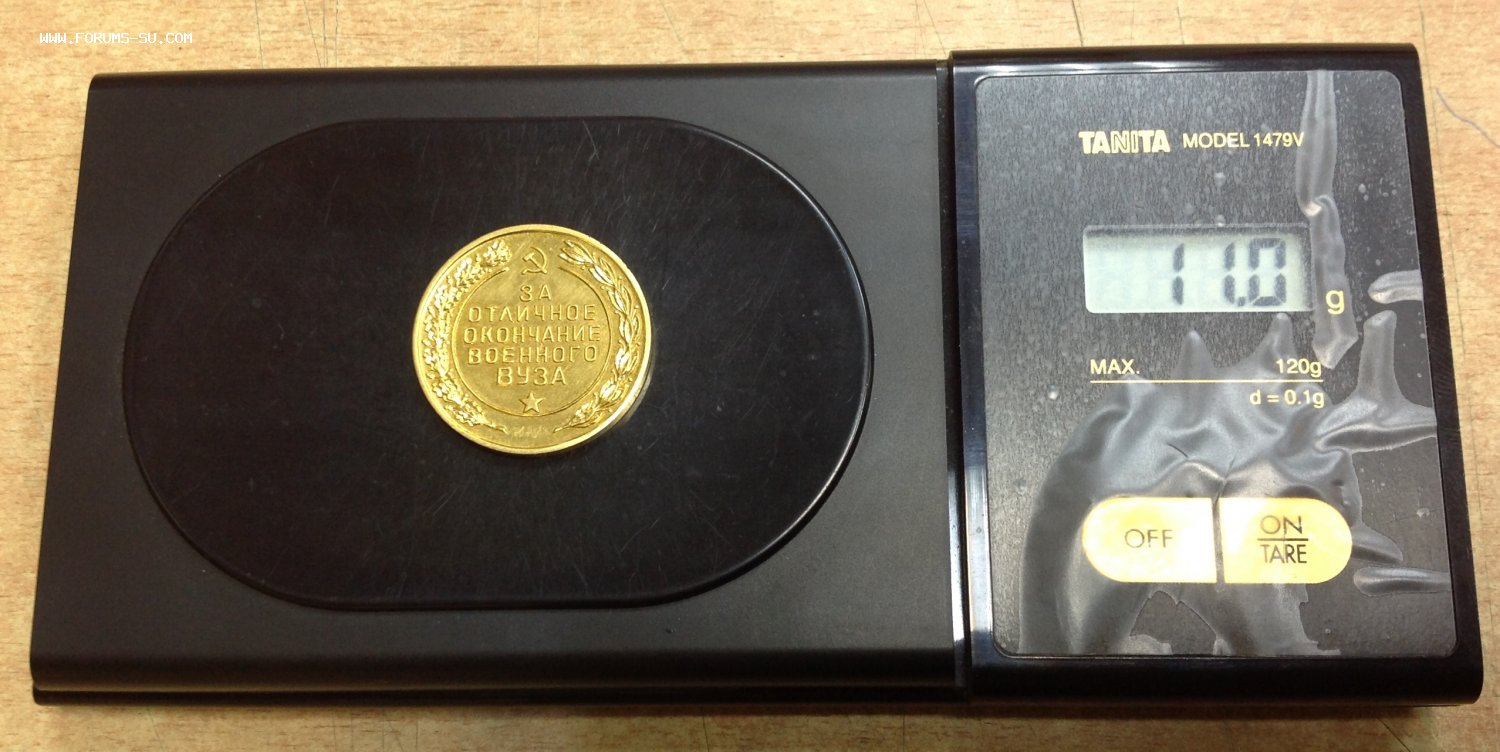 WWW.FORUMS-SU.COM
TANITA MODEL 1479V
ЗА
ОТЛИЧНОЕ
ОКОНЧАНИЕ
ВОЕННОГО
ВУЗА
11.0 g
MAX. 120g
d = 0.1g
OFF
ON
TARE